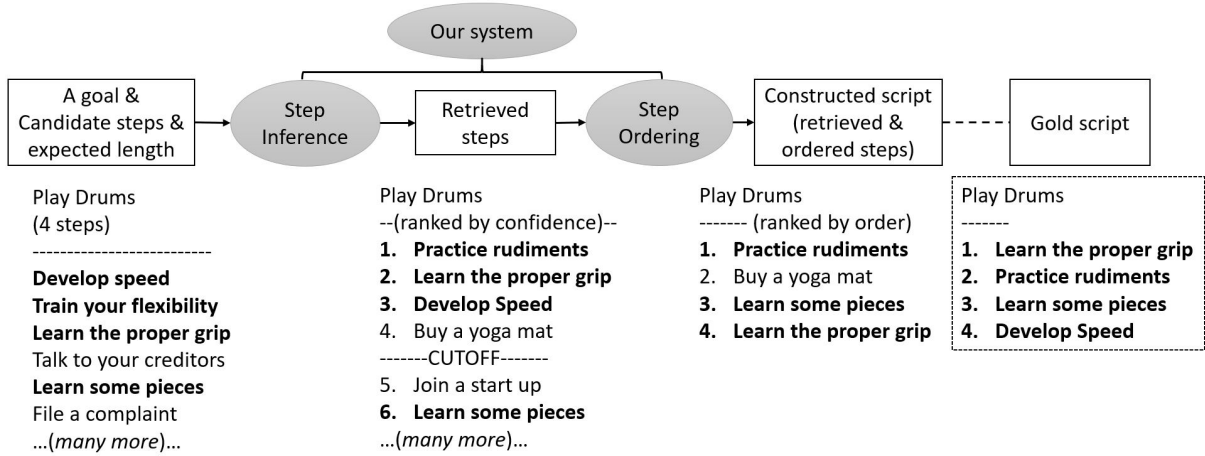 Our system
A goal &
Candidate steps &
expected length
Step
Inference
Retrieved
steps
Step
Ordering
Constructed script
(retrieved &
ordered steps)
Gold script
Play Drums
(4 steps)
-------------------------
Develop speed
Train your flexibility
Learn the proper grip
Talk to your creditors
Learn some pieces
File a complaint
...(many more)...
Play Drums
--(ranked by confidence)--
1. Practice rudiments
2. Learn the proper grip
3. Develop Speed
4. Buy a yoga mat
-------CUTOFF-------
5. Join a start up
6. Learn some pieces
...(many more)...
Play Drums
------- (ranked by order)
1. Practice rudiments
2. Buy a yoga mat
3. Learn some pieces
4. Learn the proper grip
Play Drums
-------
1. Learn the proper grip
2. Practice rudiments
3. Learn some pieces
4. Develop Speed